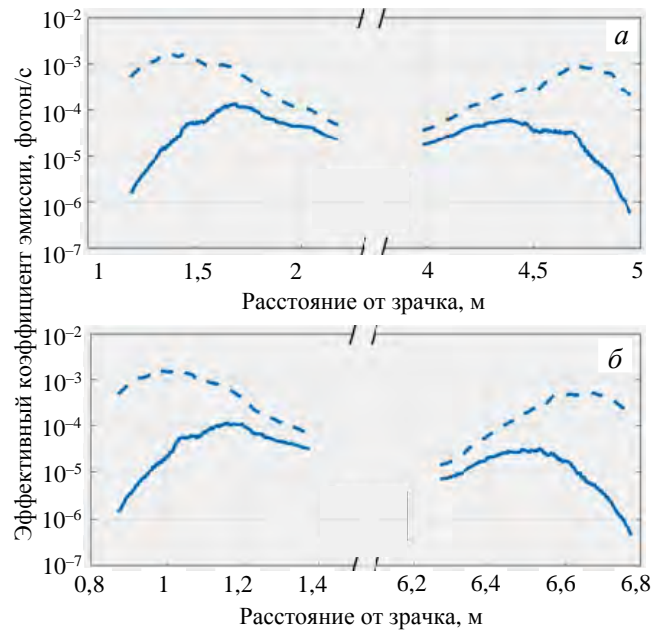 Эффективный коэффициент эмиссии, фотон/с
10⁻²
10⁻³
10⁻⁴
10⁻⁵
10⁻⁶
10⁻⁷
а
1 1,5 2 4 4,5 5
Расстояние от зрачка, м
10⁻²
10⁻³
10⁻⁴
10⁻⁵
10⁻⁶
10⁻⁷
б
0,8 1 1,2 1,4 6,2 6,4 6,6 6,8
Расстояние от зрачка, м